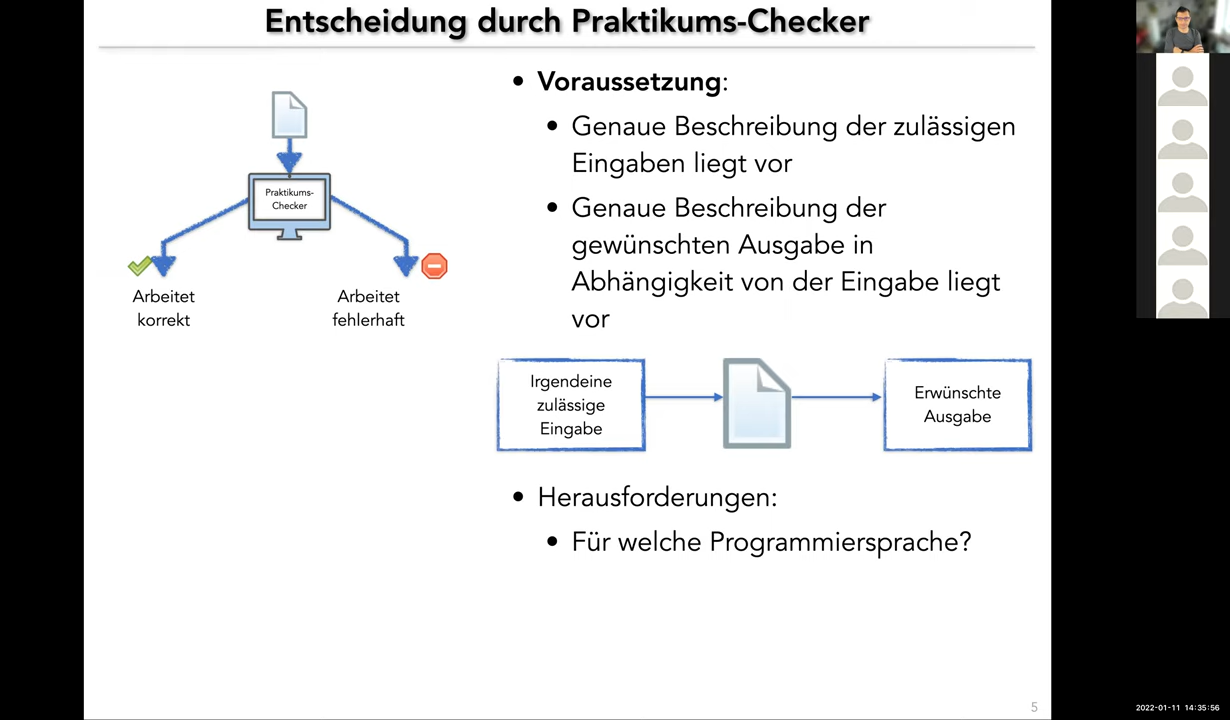 Entscheidung durch Praktikums-Checker
Praktikums-
Checker
Arbeitet
korrekt
Arbeitet
fehlerhaft
• Voraussetzung:
• Genaue Beschreibung der zulässigen
Eingaben liegt vor
• Genaue Beschreibung der
gewünschten Ausgabe in
Abhängigkeit von der Eingabe liegt
vor
Irgendeine
zulässige
Eingabe
Erwünschte
Ausgabe
• Herausforderungen:
• Für welche Programmiersprache?
5
2022-01-11 14:35:56